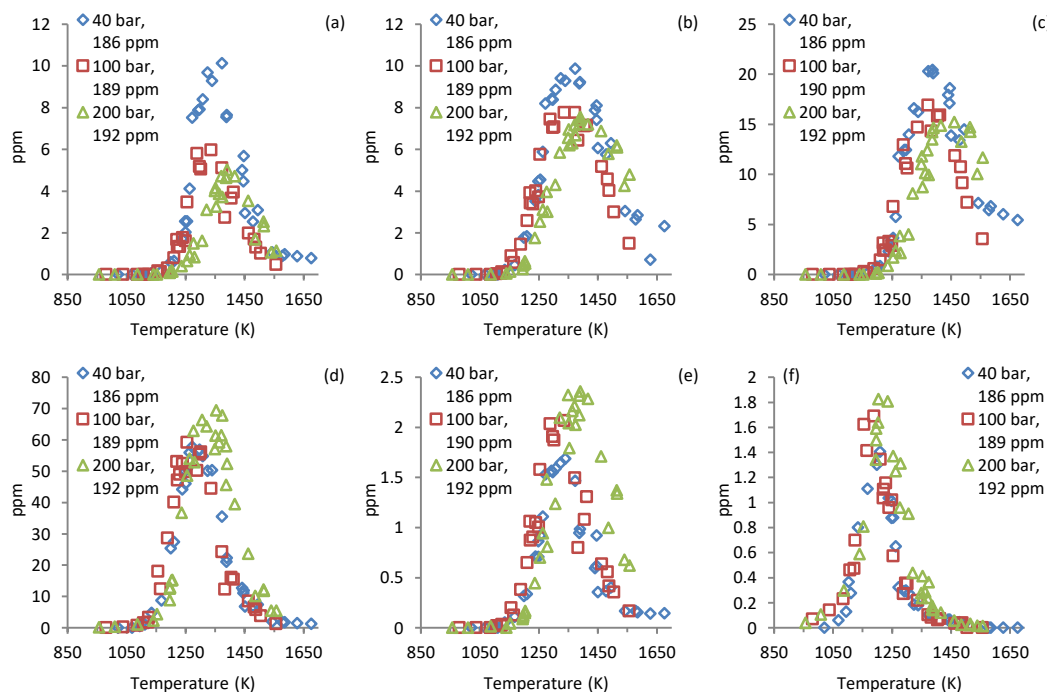 12
10
8
6
4
2
0
ppm
850 1050 1250 1450 1650
Temperature (K)
40 bar,
186 ppm
100 bar,
189 ppm
200 bar,
192 ppm
(a)
12
10
8
6
4
2
0
ppm
850 1050 1250 1450 1650
Temperature (K)
40 bar,
186 ppm
100 bar,
189 ppm
200 bar,
192 ppm
(b)
25
20
15
10
5
0
ppm
850 1050 1250 1450 1650
Temperature (K)
40 bar,
186 ppm
100 bar,
190 ppm
200 bar,
192 ppm
(c
80
70
60
50
40
30
20
10
0
ppm
850 1050 1250 1450 1650
Temperature (K)
40 bar,
186 ppm
100 bar,
189 ppm
200 bar,
192 ppm
(d)
2.5
2
1.5
1
0.5
0
ppm
850 1050 1250 1450 1650
Temperature (K)
40 bar,
186 ppm
100 bar,
190 ppm
200 bar,
192 ppm
(e)
2
1.8
1.6
1.4
1.2
1
0.8
0.6
0.4
0.2
0
ppm
850 1050 1250 1450 1650
Temperature (K)
(f)
40 bar,
186 ppm
100 bar,
189 ppm
200 bar,
192 ppm